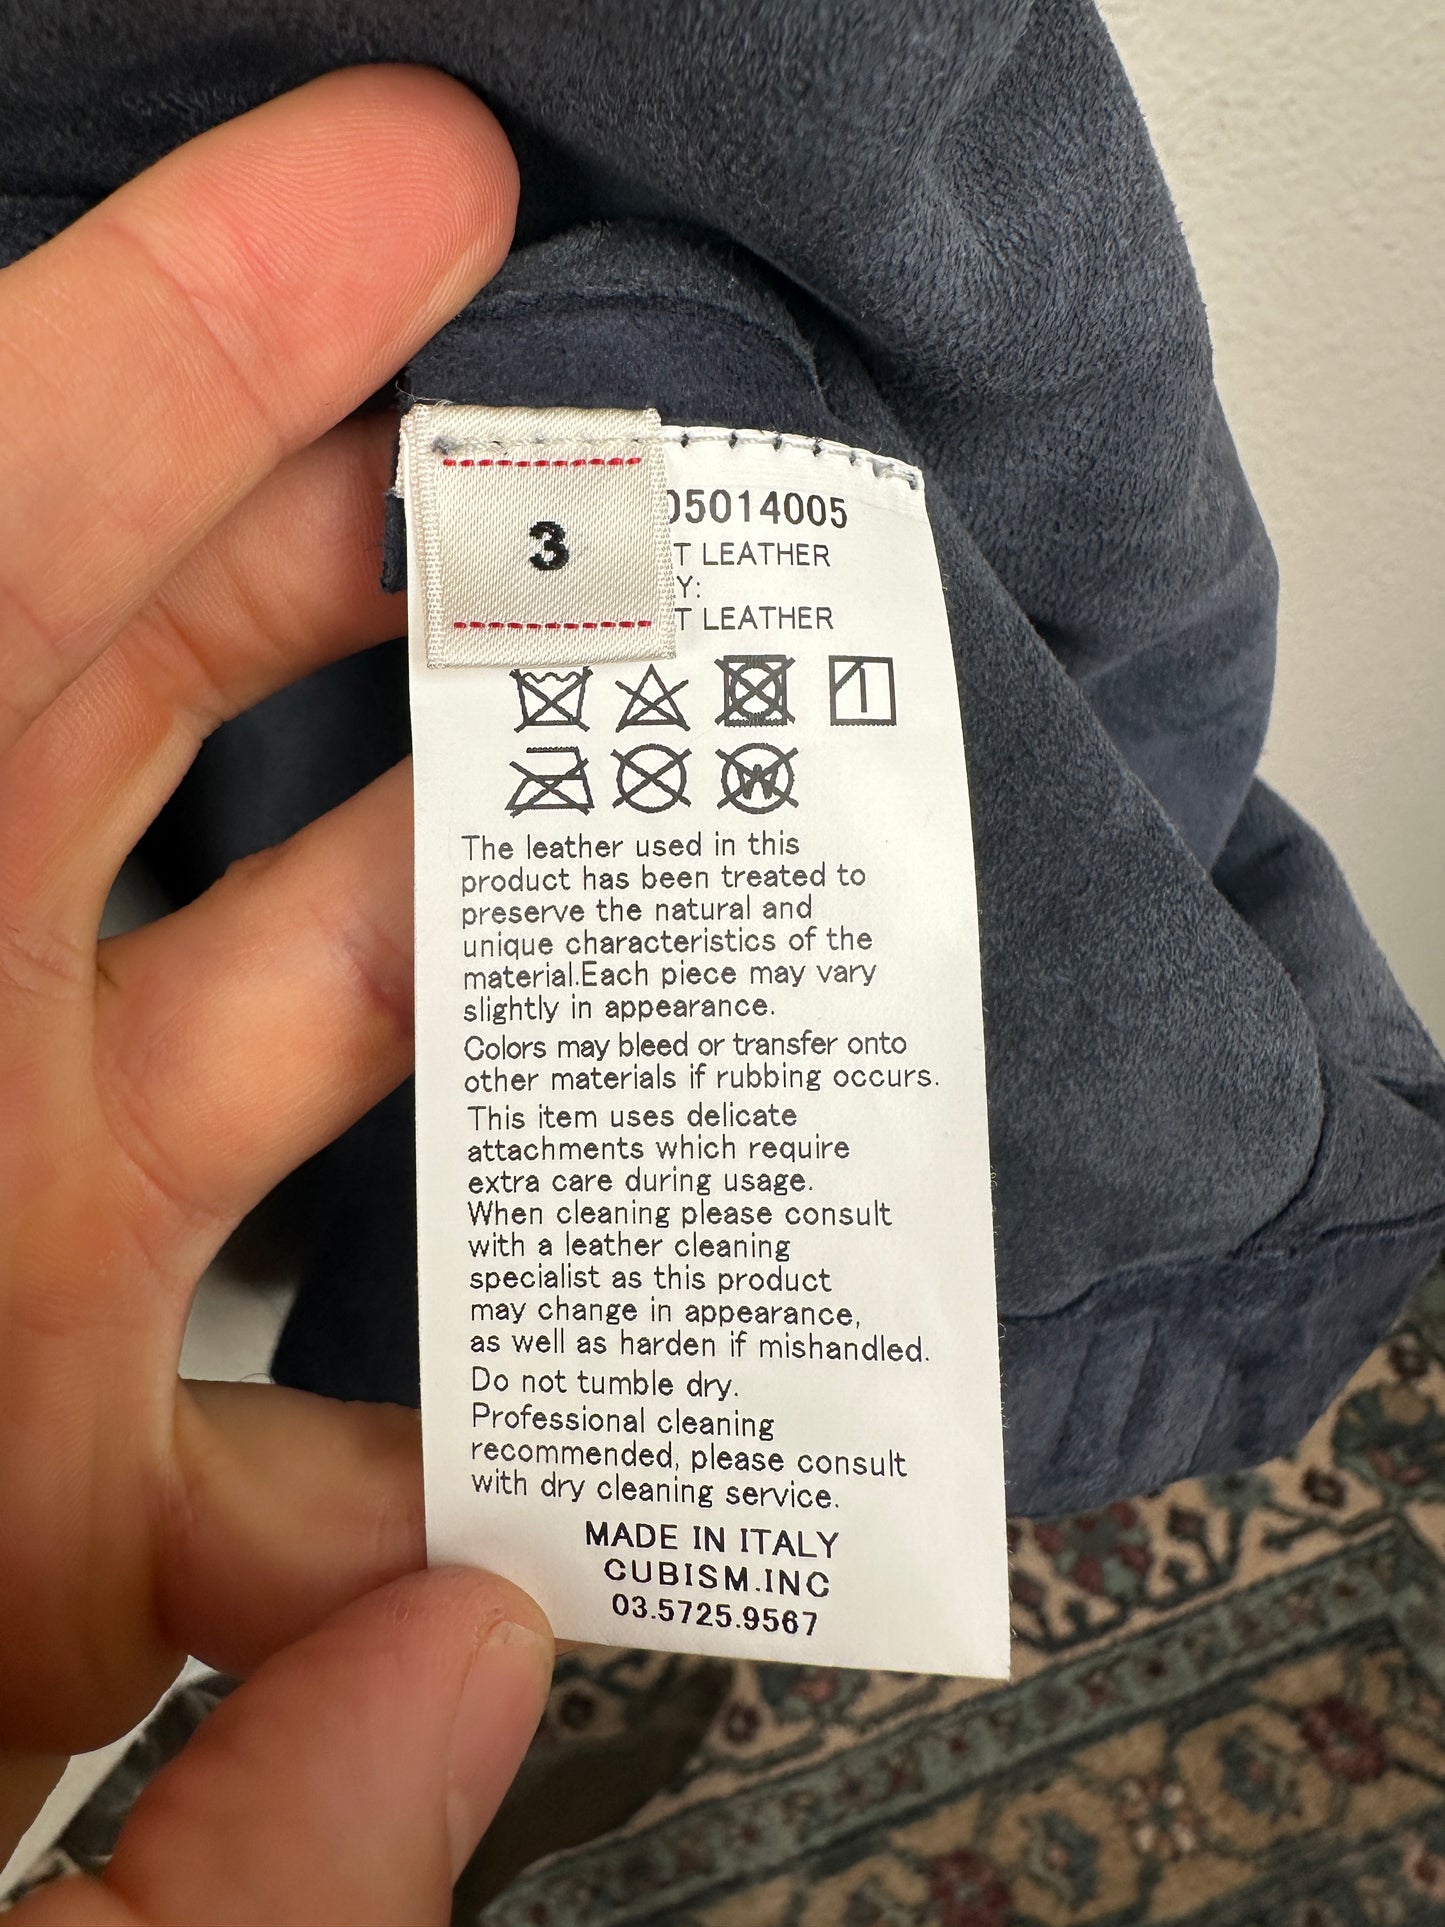 3
05014005
T LEATHER
Y:
T LEATHER
W
The leather used in this
product has been treated to
preserve the natural and
unique characteristics of the
material.Each piece may vary
slightly in appearance.
Colors may bleed or transfer onto
other materials if rubbing occurs.
This item uses delicate
attachments which require
extra care during usage.
When cleaning please consult
with a leather cleaning
specialist as this product
may change in appearance,
as well as harden if mishandled.
Do not tumble dry.
Professional cleaning
recommended, please consult
with dry cleaning service.
MADE IN ITALY
CUBISM.INC
03.5725.9567